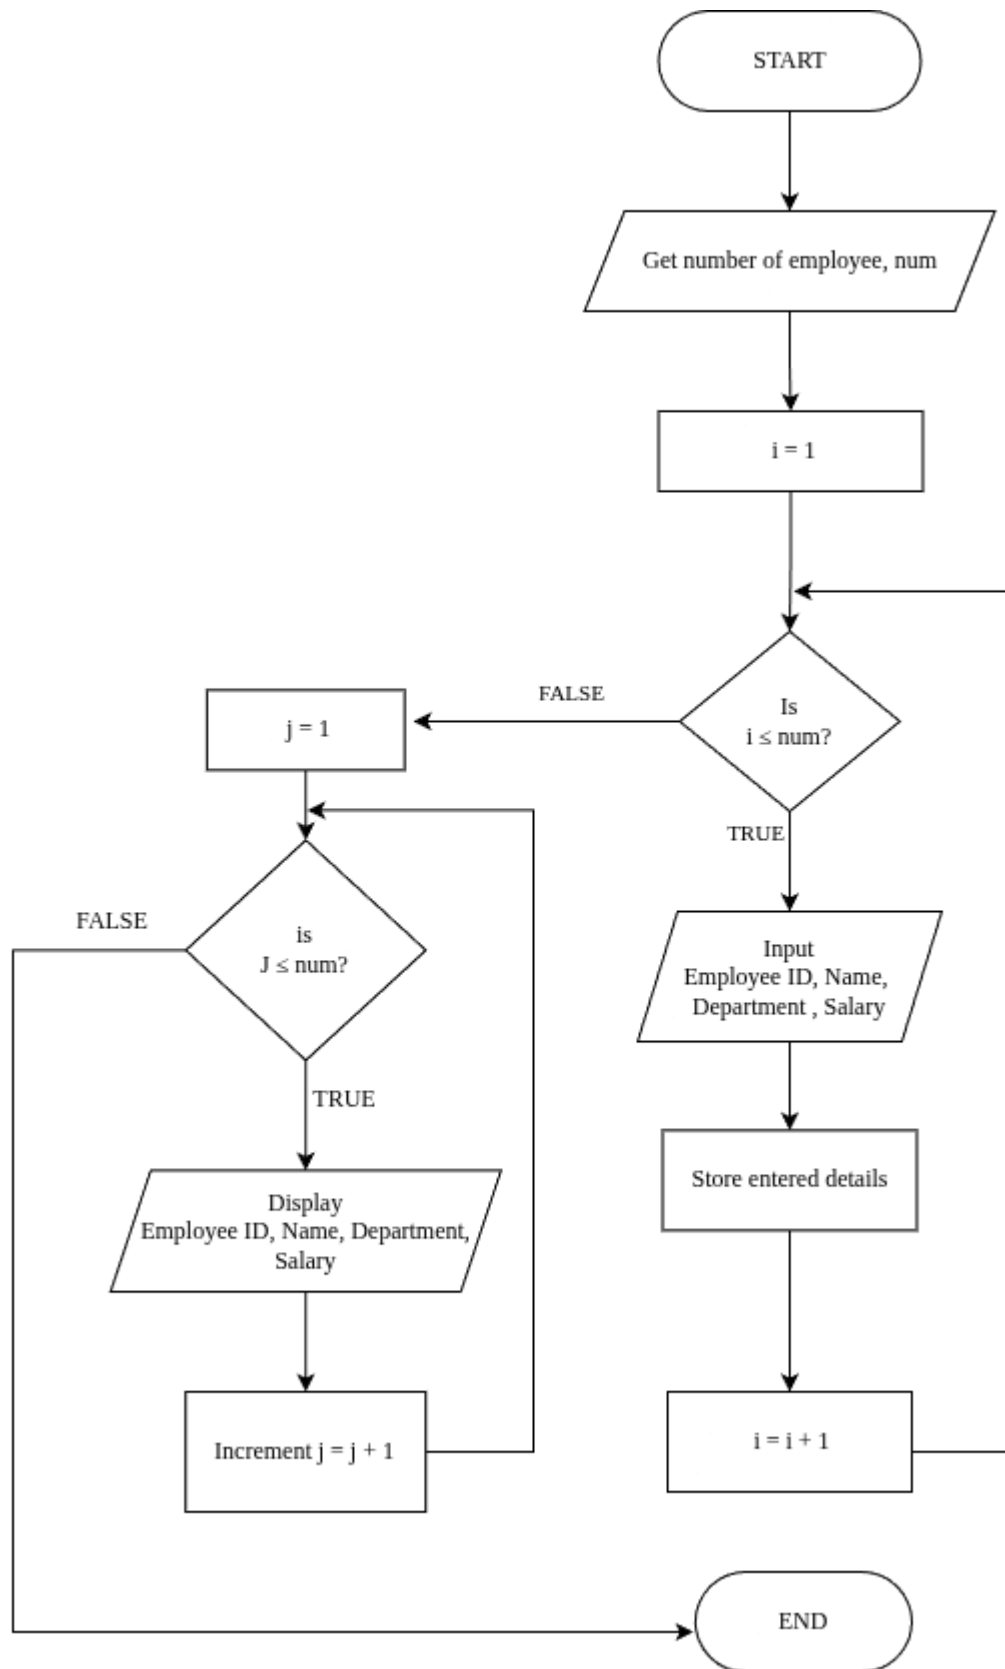 START
Get number of employee, num
i = 1
Is
i ≤ num?
FALSE
TRUE
Input
Employee ID, Name,
Department , Salary
Store entered details
i = i + 1
j = 1
is
J ≤ num?
FALSE
TRUE
Display
Employee ID, Name, Department,
Salary
Increment j = j + 1
END